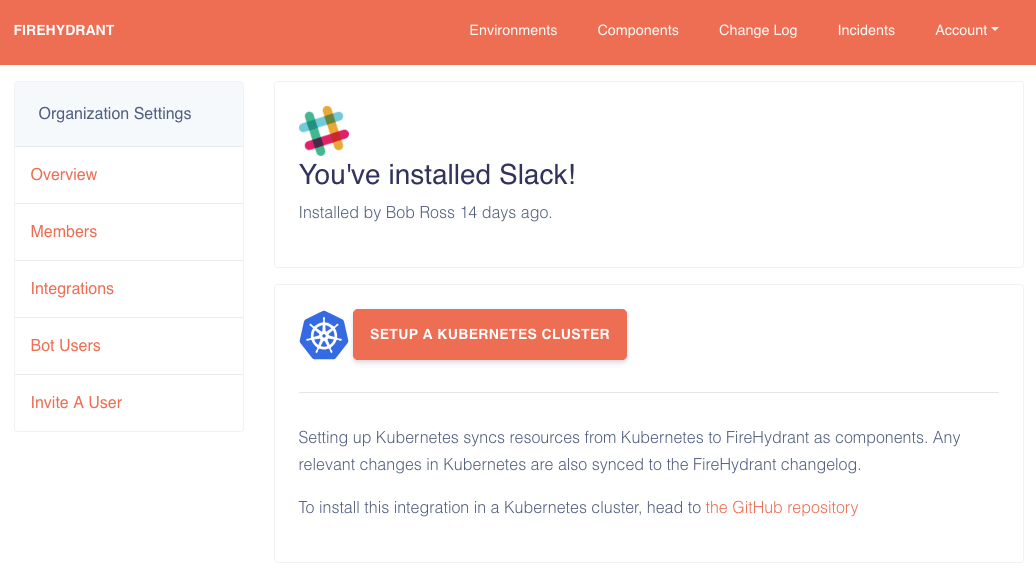 FIREHYDRANT
Environments
Components
Change Log
Incidents
Account
Organization Settings
Overview
Members
Integrations
Bot Users
Invite A User
You've installed Slack!
Installed by Bob Ross 14 days ago.
SETUP A KUBERNETES CLUSTER
Setting up Kubernetes syncs resources from Kubernetes to FireHydrant as components. Any
relevant changes in Kubernetes are also synced to the FireHydrant changelog.
To install this integration in a Kubernetes cluster, head to the GitHub repository